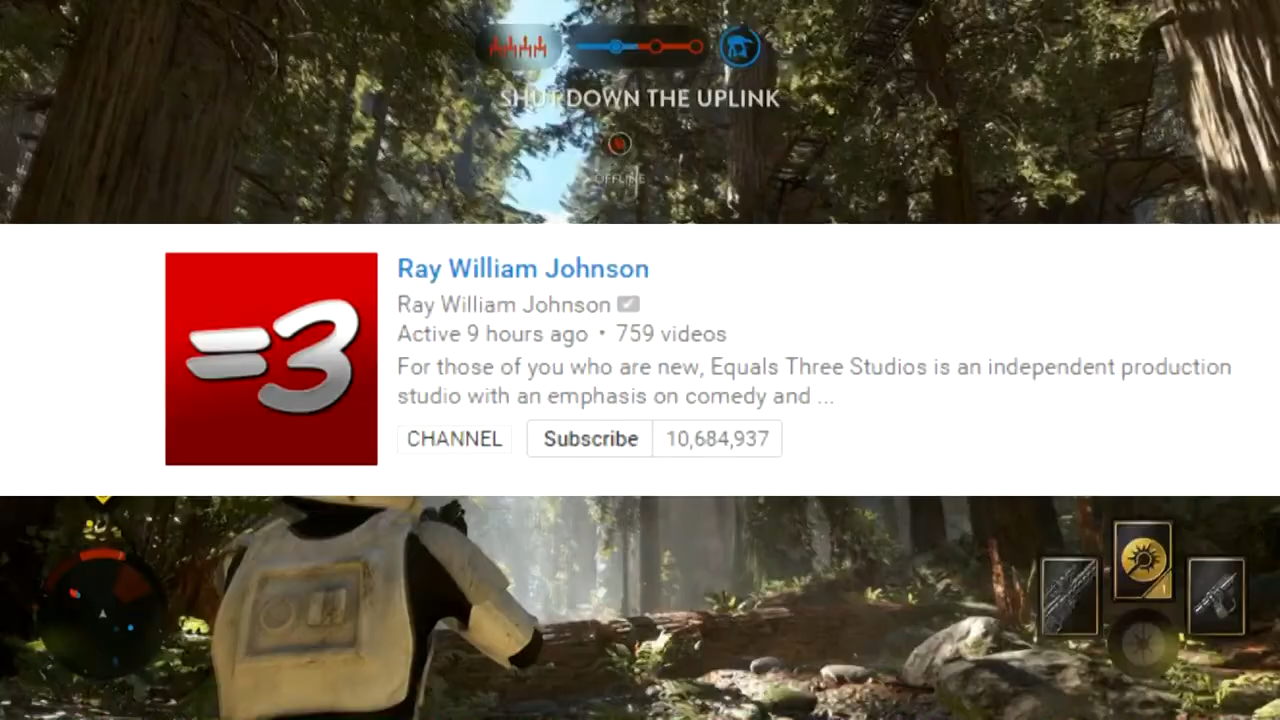 SHUT DOWN THE UPLINK
OFFLINE
=3
Ray William Johnson
Ray William Johnson
Active 9 hours ago • 759 videos
For those of you who are new, Equals Three Studios is an independent production
studio with an emphasis on comedy and ...
CHANNEL Subscribe 10,684,937
1